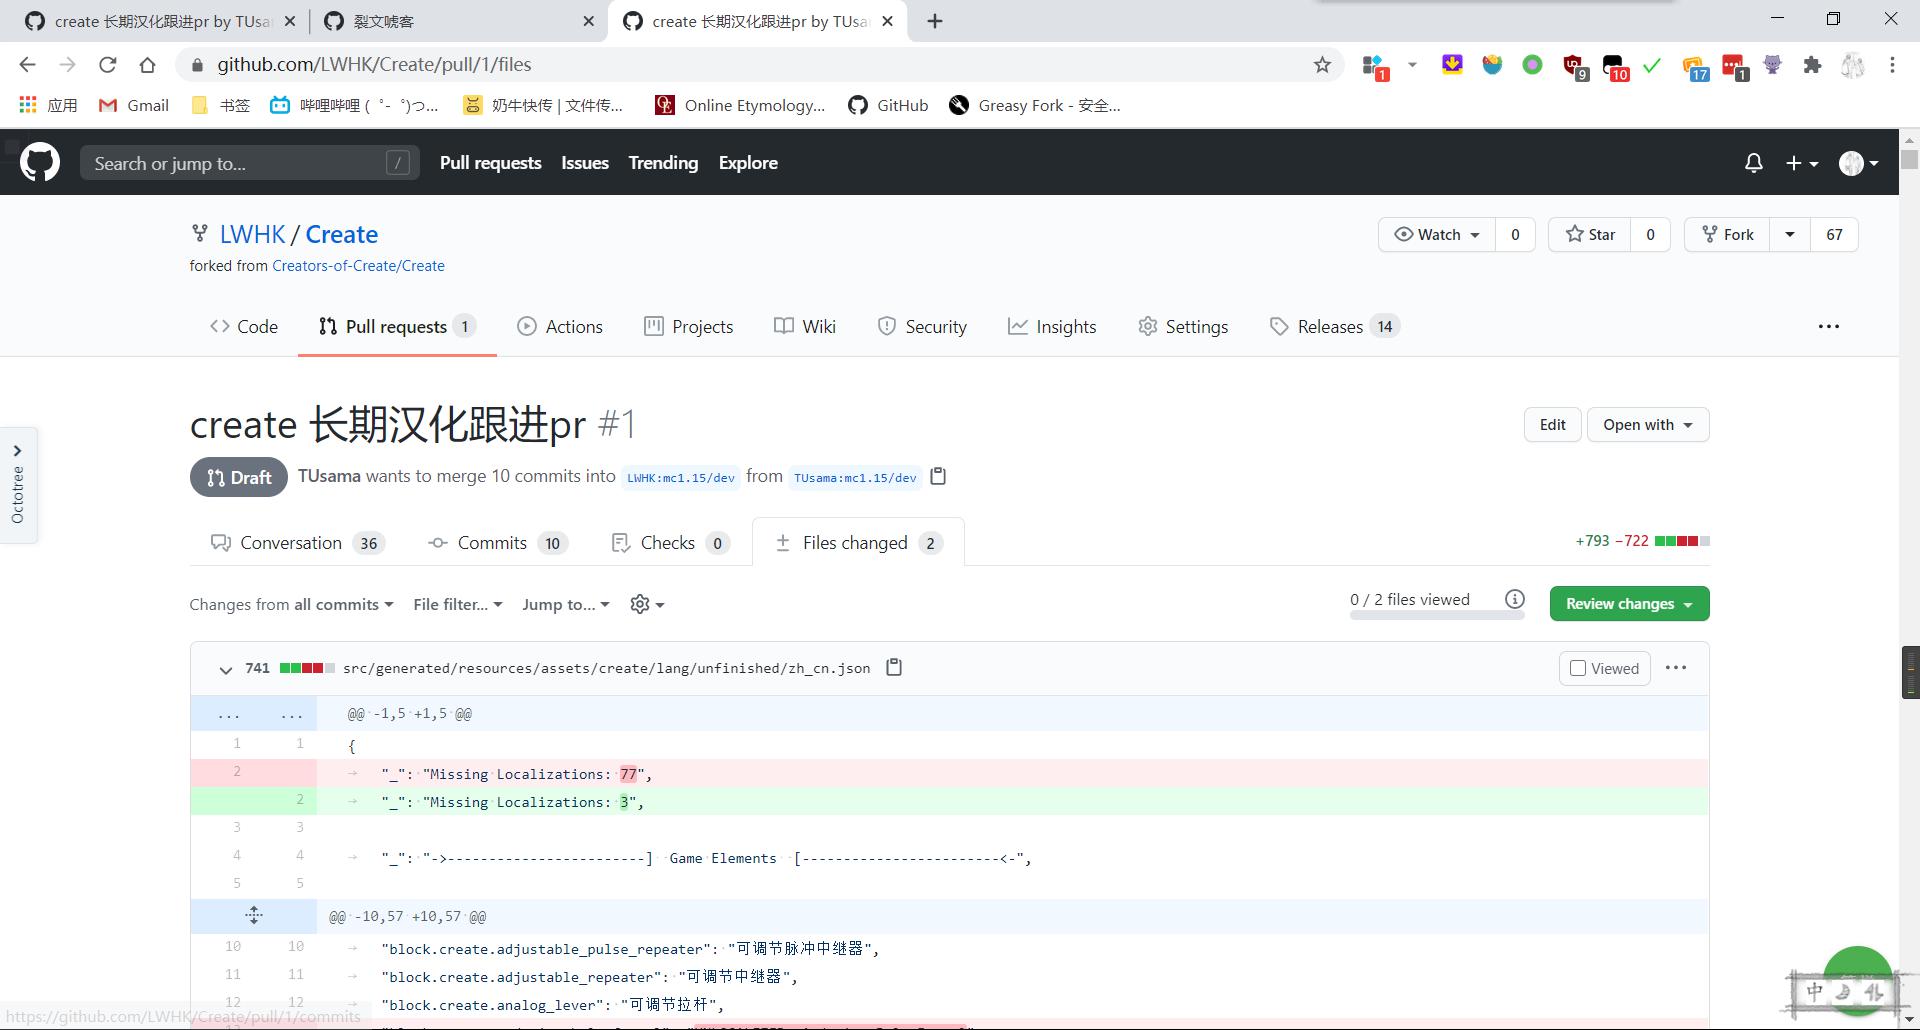 create 长期汉化跟进pr by TUsa
裂文唬客
create 长期汉化跟进pr by TUsa
github.com/LWHK/Create/pull/1/files
1
9
10
17
1
应用
Gmail
书签
哔哩哔哩 (゜-゜)つ...
奶牛快传 | 文件传...
Online Etymology...
GitHub
Greasy Fork - 安全...
Search or jump to...
/
Pull requests
Issues
Trending
Explore
LWHK / Create
Watch 0
Star 0
Fork 67
forked from Creators-of-Create/Create
Code
Pull requests 1
Actions
Projects
Wiki
Security
Insights
Settings
Releases 14
...
create 长期汉化跟进pr #1
Edit
Open with
Octotree
Draft
TUsama wants to merge 10 commits into LWHK:mc1.15/dev from TUsama:mc1.15/dev
Conversation 36
Commits 10
Checks 0
Files changed 2
+793 −722
Changes from all commits
File filter...
Jump to...
0 / 2 files viewed
Review changes
741 src/generated/resources/assets/create/lang/unfinished/zh_cn.json
Viewed
...
... ... @@ -1,5 +1,5 @@
1 1 {
2 "_": "Missing Localizations: 77",
2 "_": "Missing Localizations: 3",
3 3
4 4 "_": "->------------------------] Game Elements [------------------------<-",
5 5
@@ -10,57 +10,57 @@
10 10 "block.create.adjustable_pulse_repeater": "可调节脉冲中继器",
11 11 "block.create.adjustable_repeater": "可调节中继器",
12 12 "block.create.analog_lever": "可调节拉杆",
https://github.com/LWHK/Create/pull/1/commits
中